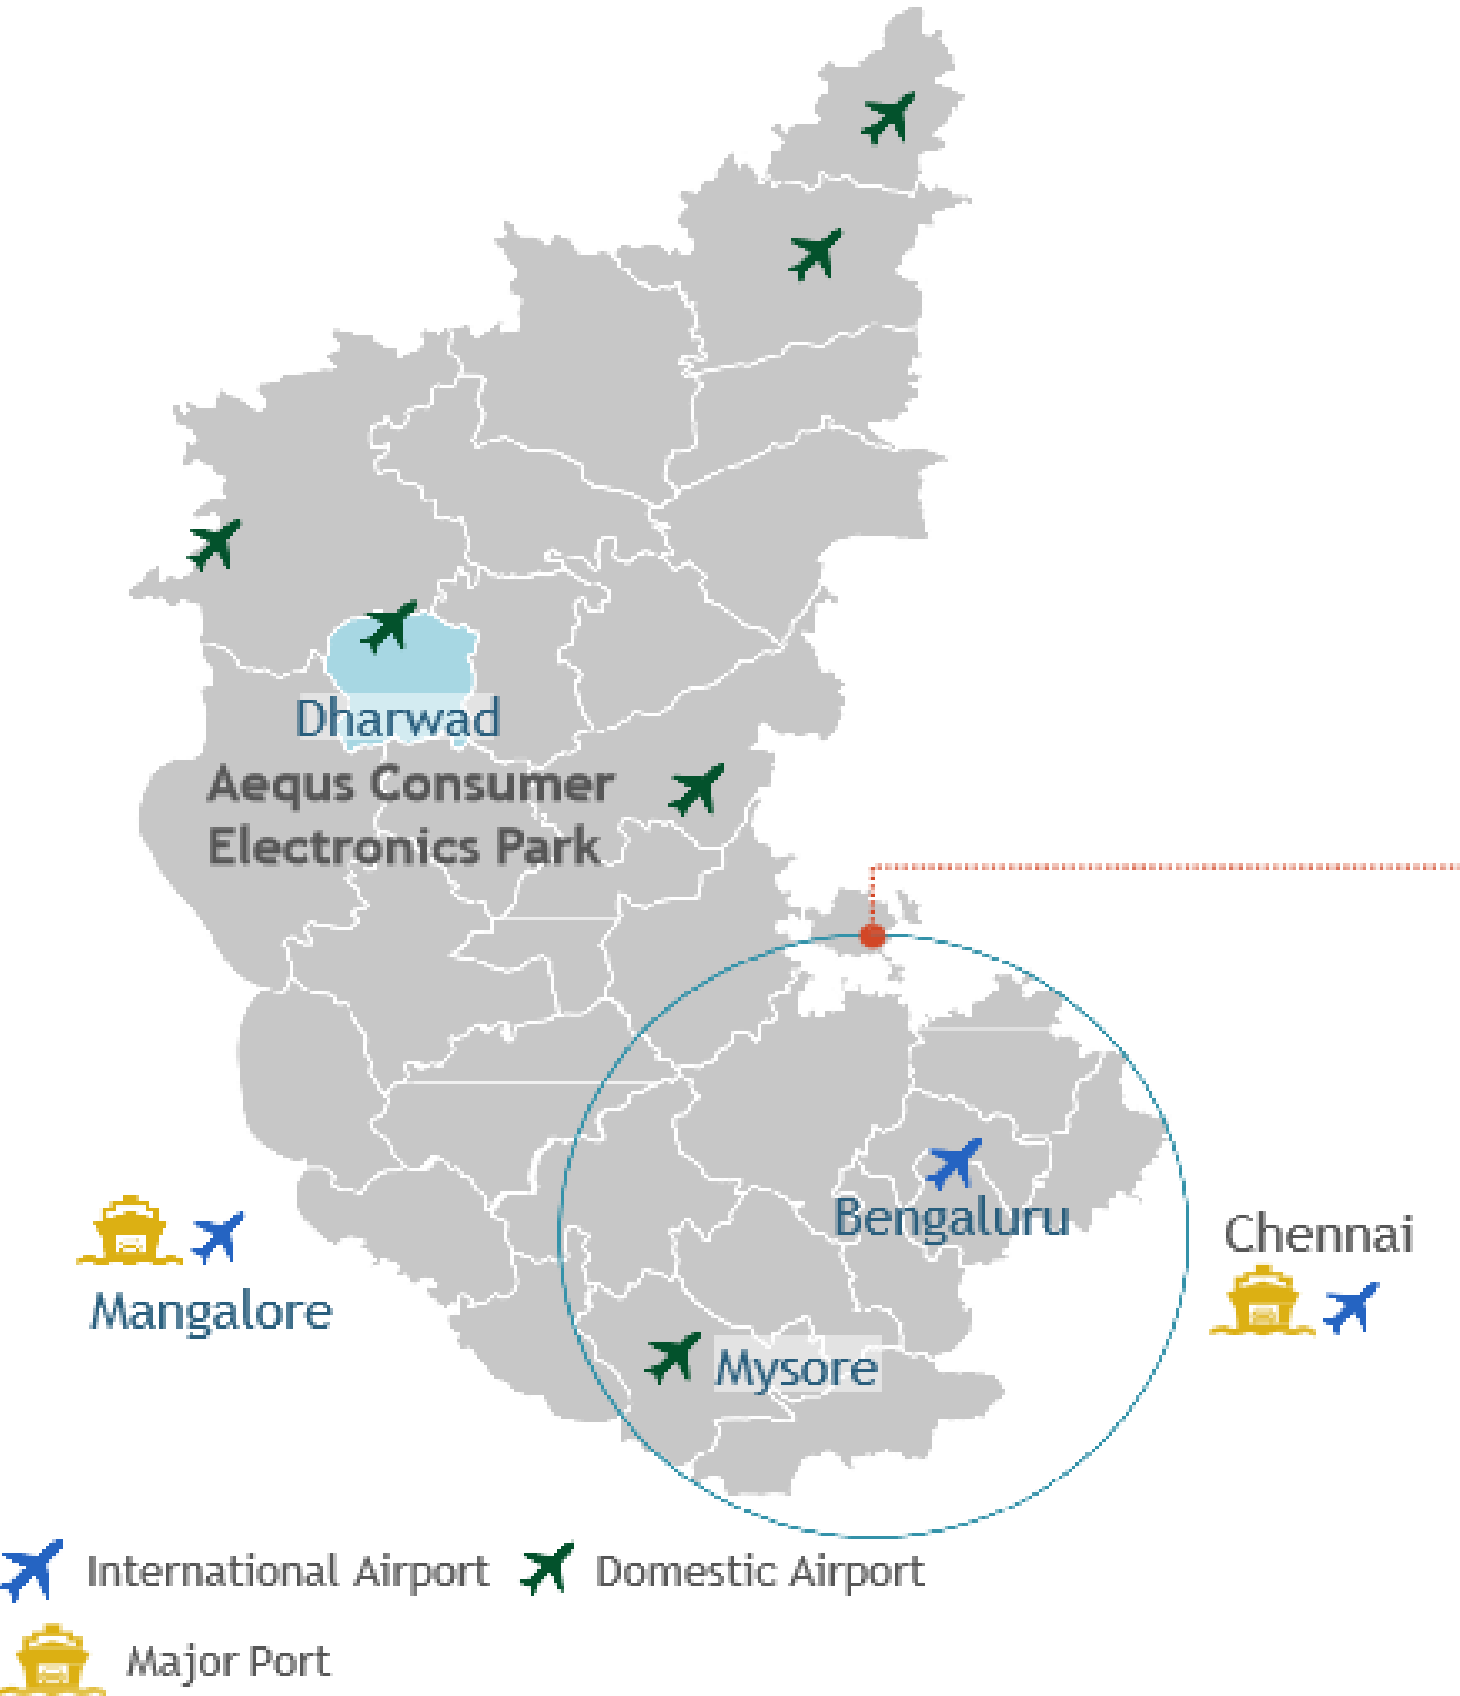 Dharwad
Aequs Consumer
Electronics Park
Bengaluru
Chennai
Mangalore
Mysore
International Airport
Domestic Airport
Major Port